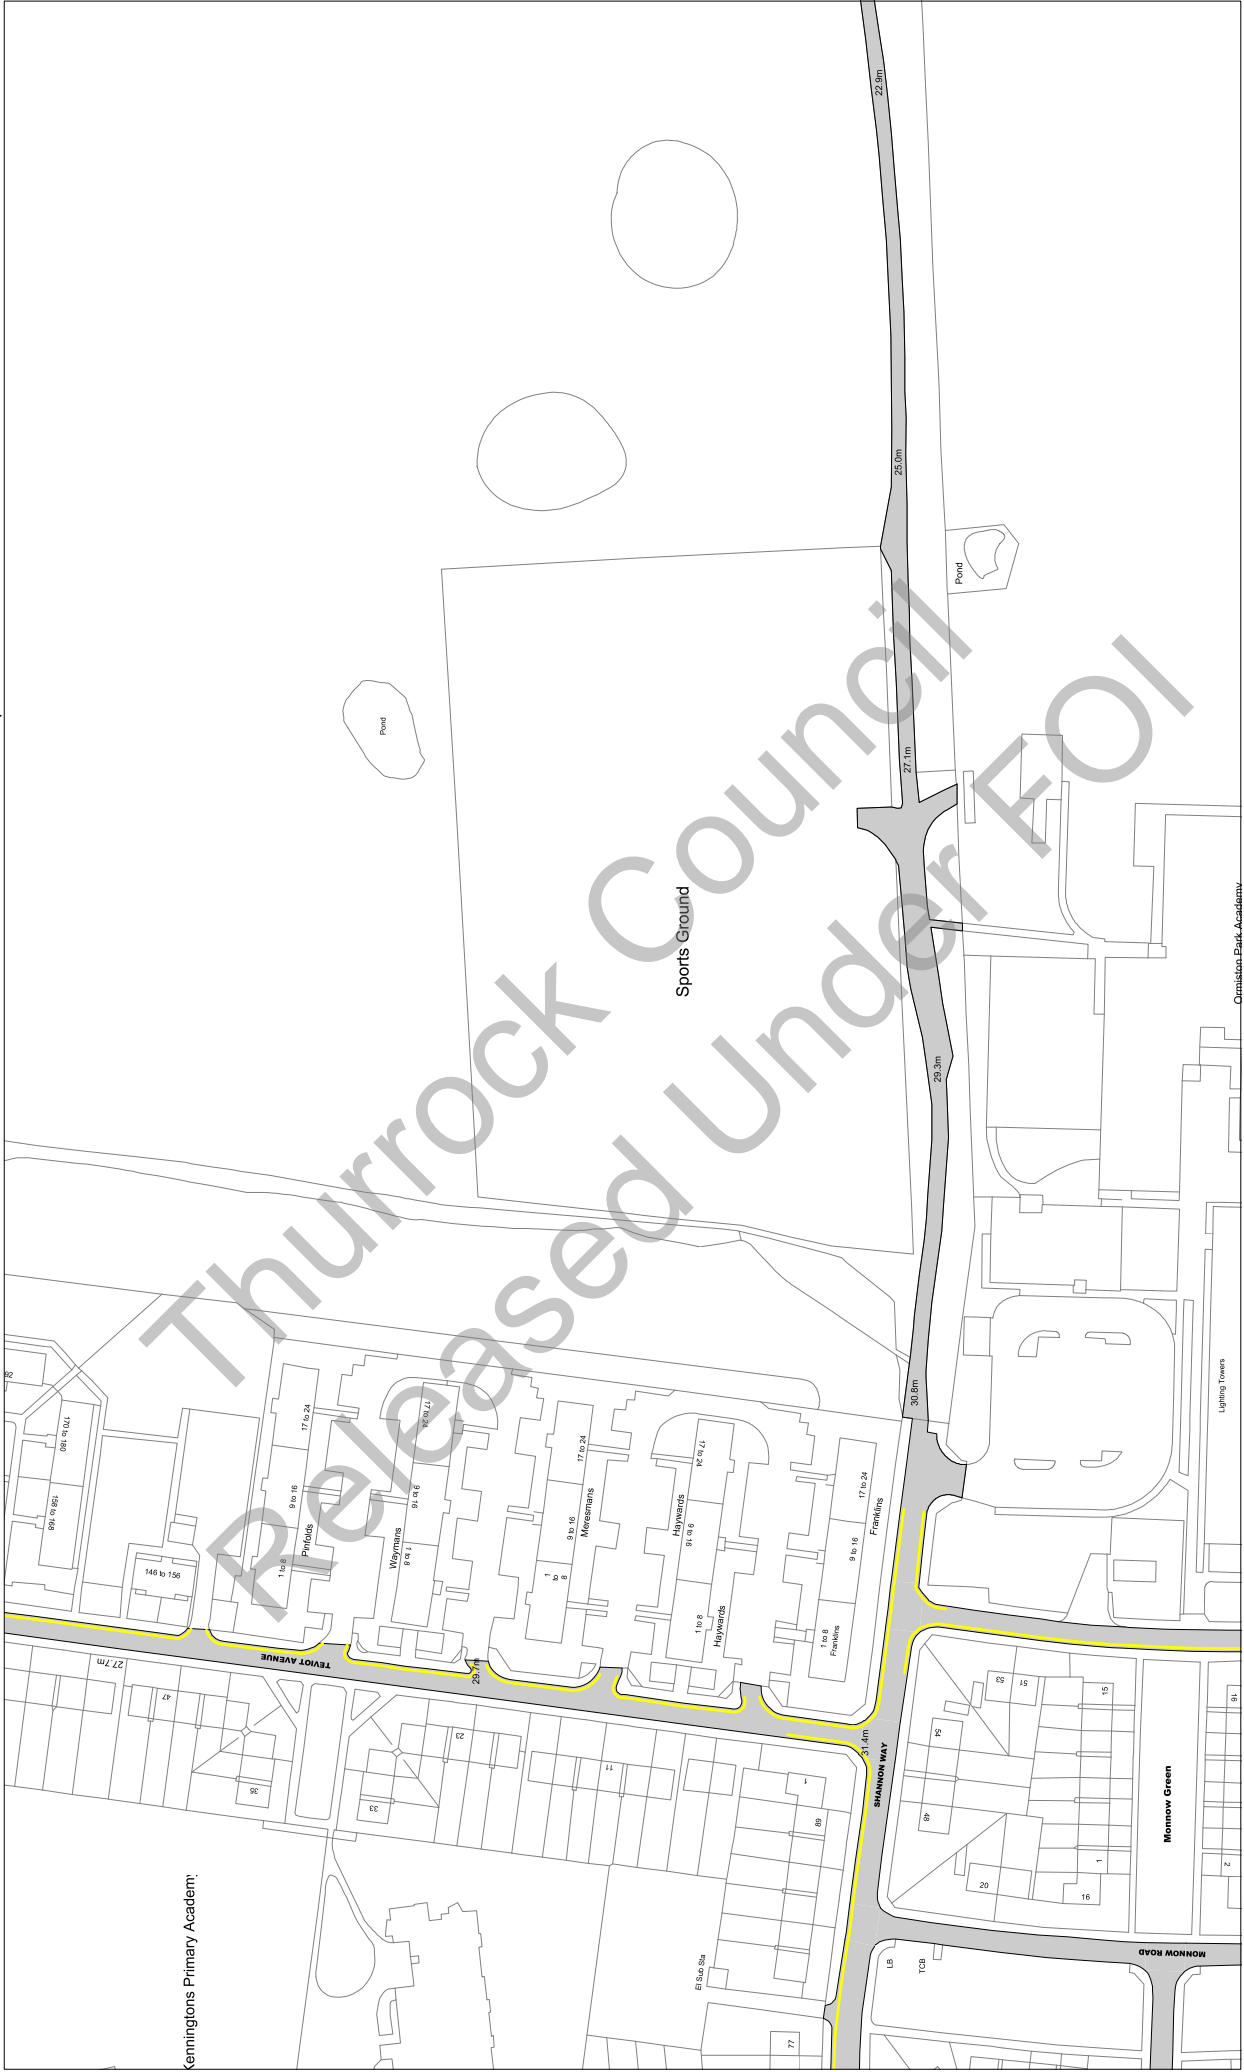 22.9m
25.0m
Pond
Pond
27.1m
Sports Ground
Ormiston Park Academy
29.3m
Thurrock Council
Released Under FOI
30.8m
Lighting Towers
92
170 to 180
158 to 168
146 to 156
17 to 24
9 to 16
1 to 8
Pinfolds
17 to 24
9 to 16
1 to 8
Waymans
17 to 24
9 to 16
1 to 8
Meresmans
17 to 24
9 to 16
1 to 8
Haywards
Haywards
17 to 24
9 to 16
1 to 8
Franklins
Franklins
TEVIOT AVENUE
27.7m
29.7m
31.4m
SHANNON WAY
47
35
33
23
11
1
69
77
53
51
54
48
20
15
1
16
Monnow Green
16
2
MONNOW ROAD
LB
TCB
El Sub Sta
Kenningtons Primary Academy